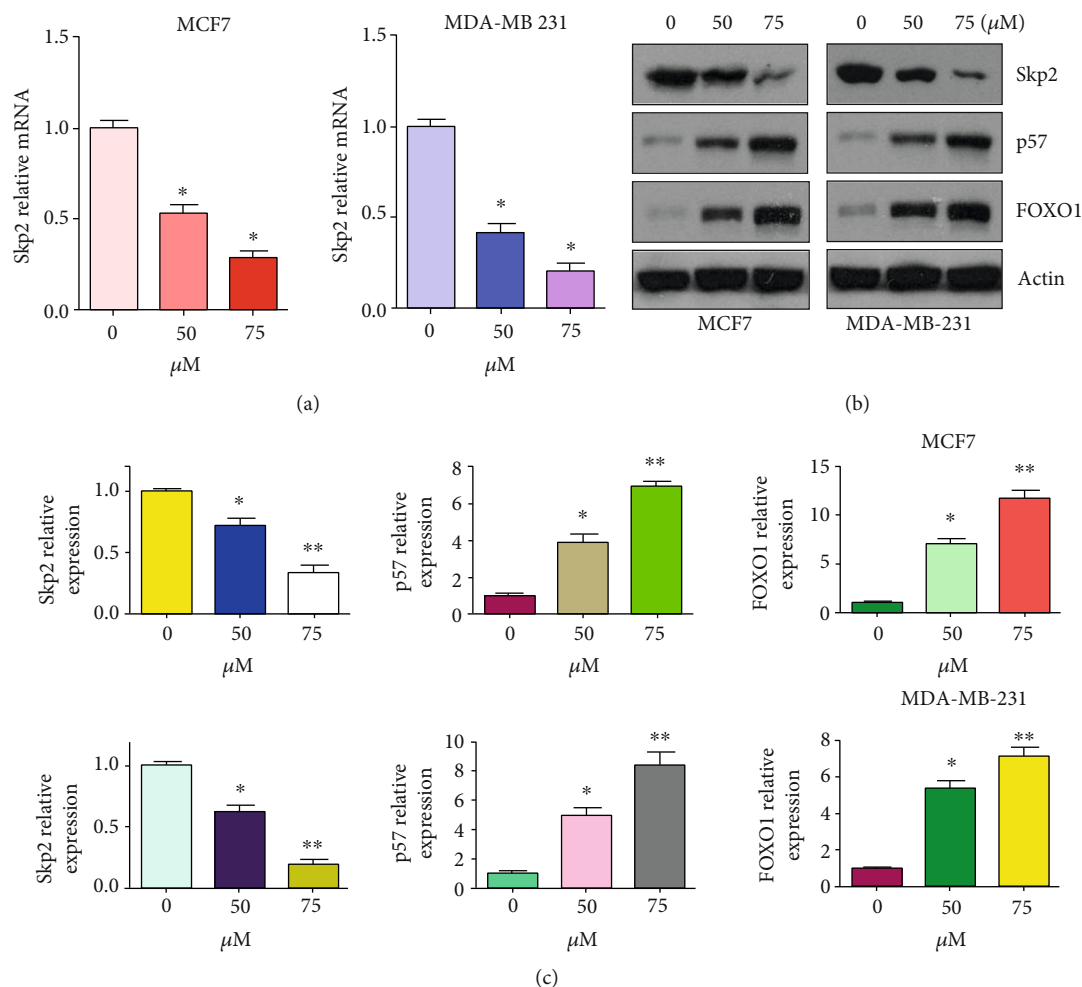 MCF7
Skp2 relative mRNA
1.5
1.0
0.5
0.0
*
*
0 50 75
μM
MDA-MB 231
Skp2 relative mRNA
1.5
1.0
0.5
0.0
*
*
0 50 75
μM
(a)
0 50 75 0 50 75 (μM)
Skp2
p57
FOXO1
Actin
MCF7 MDA-MB-231
(b)
Skp2 relative
expression
1.0
0.5
0.0
*
**
0 50 75
μM
p57 relative
expression
8
6
4
2
0
*
**
0 50 75
μM
MCF7
FOXO1 relative
expression
15
10
5
0
*
**
0 50 75
μM
Skp2 relative
expression
1.0
0.5
0.0
*
**
0 50 75
μM
p57 relative
expression
10
8
6
4
2
0
*
**
0 50 75
μM
MDA-MB-231
FOXO1 relative
expression
8
6
4
2
0
*
**
0 50 75
μM
(c)